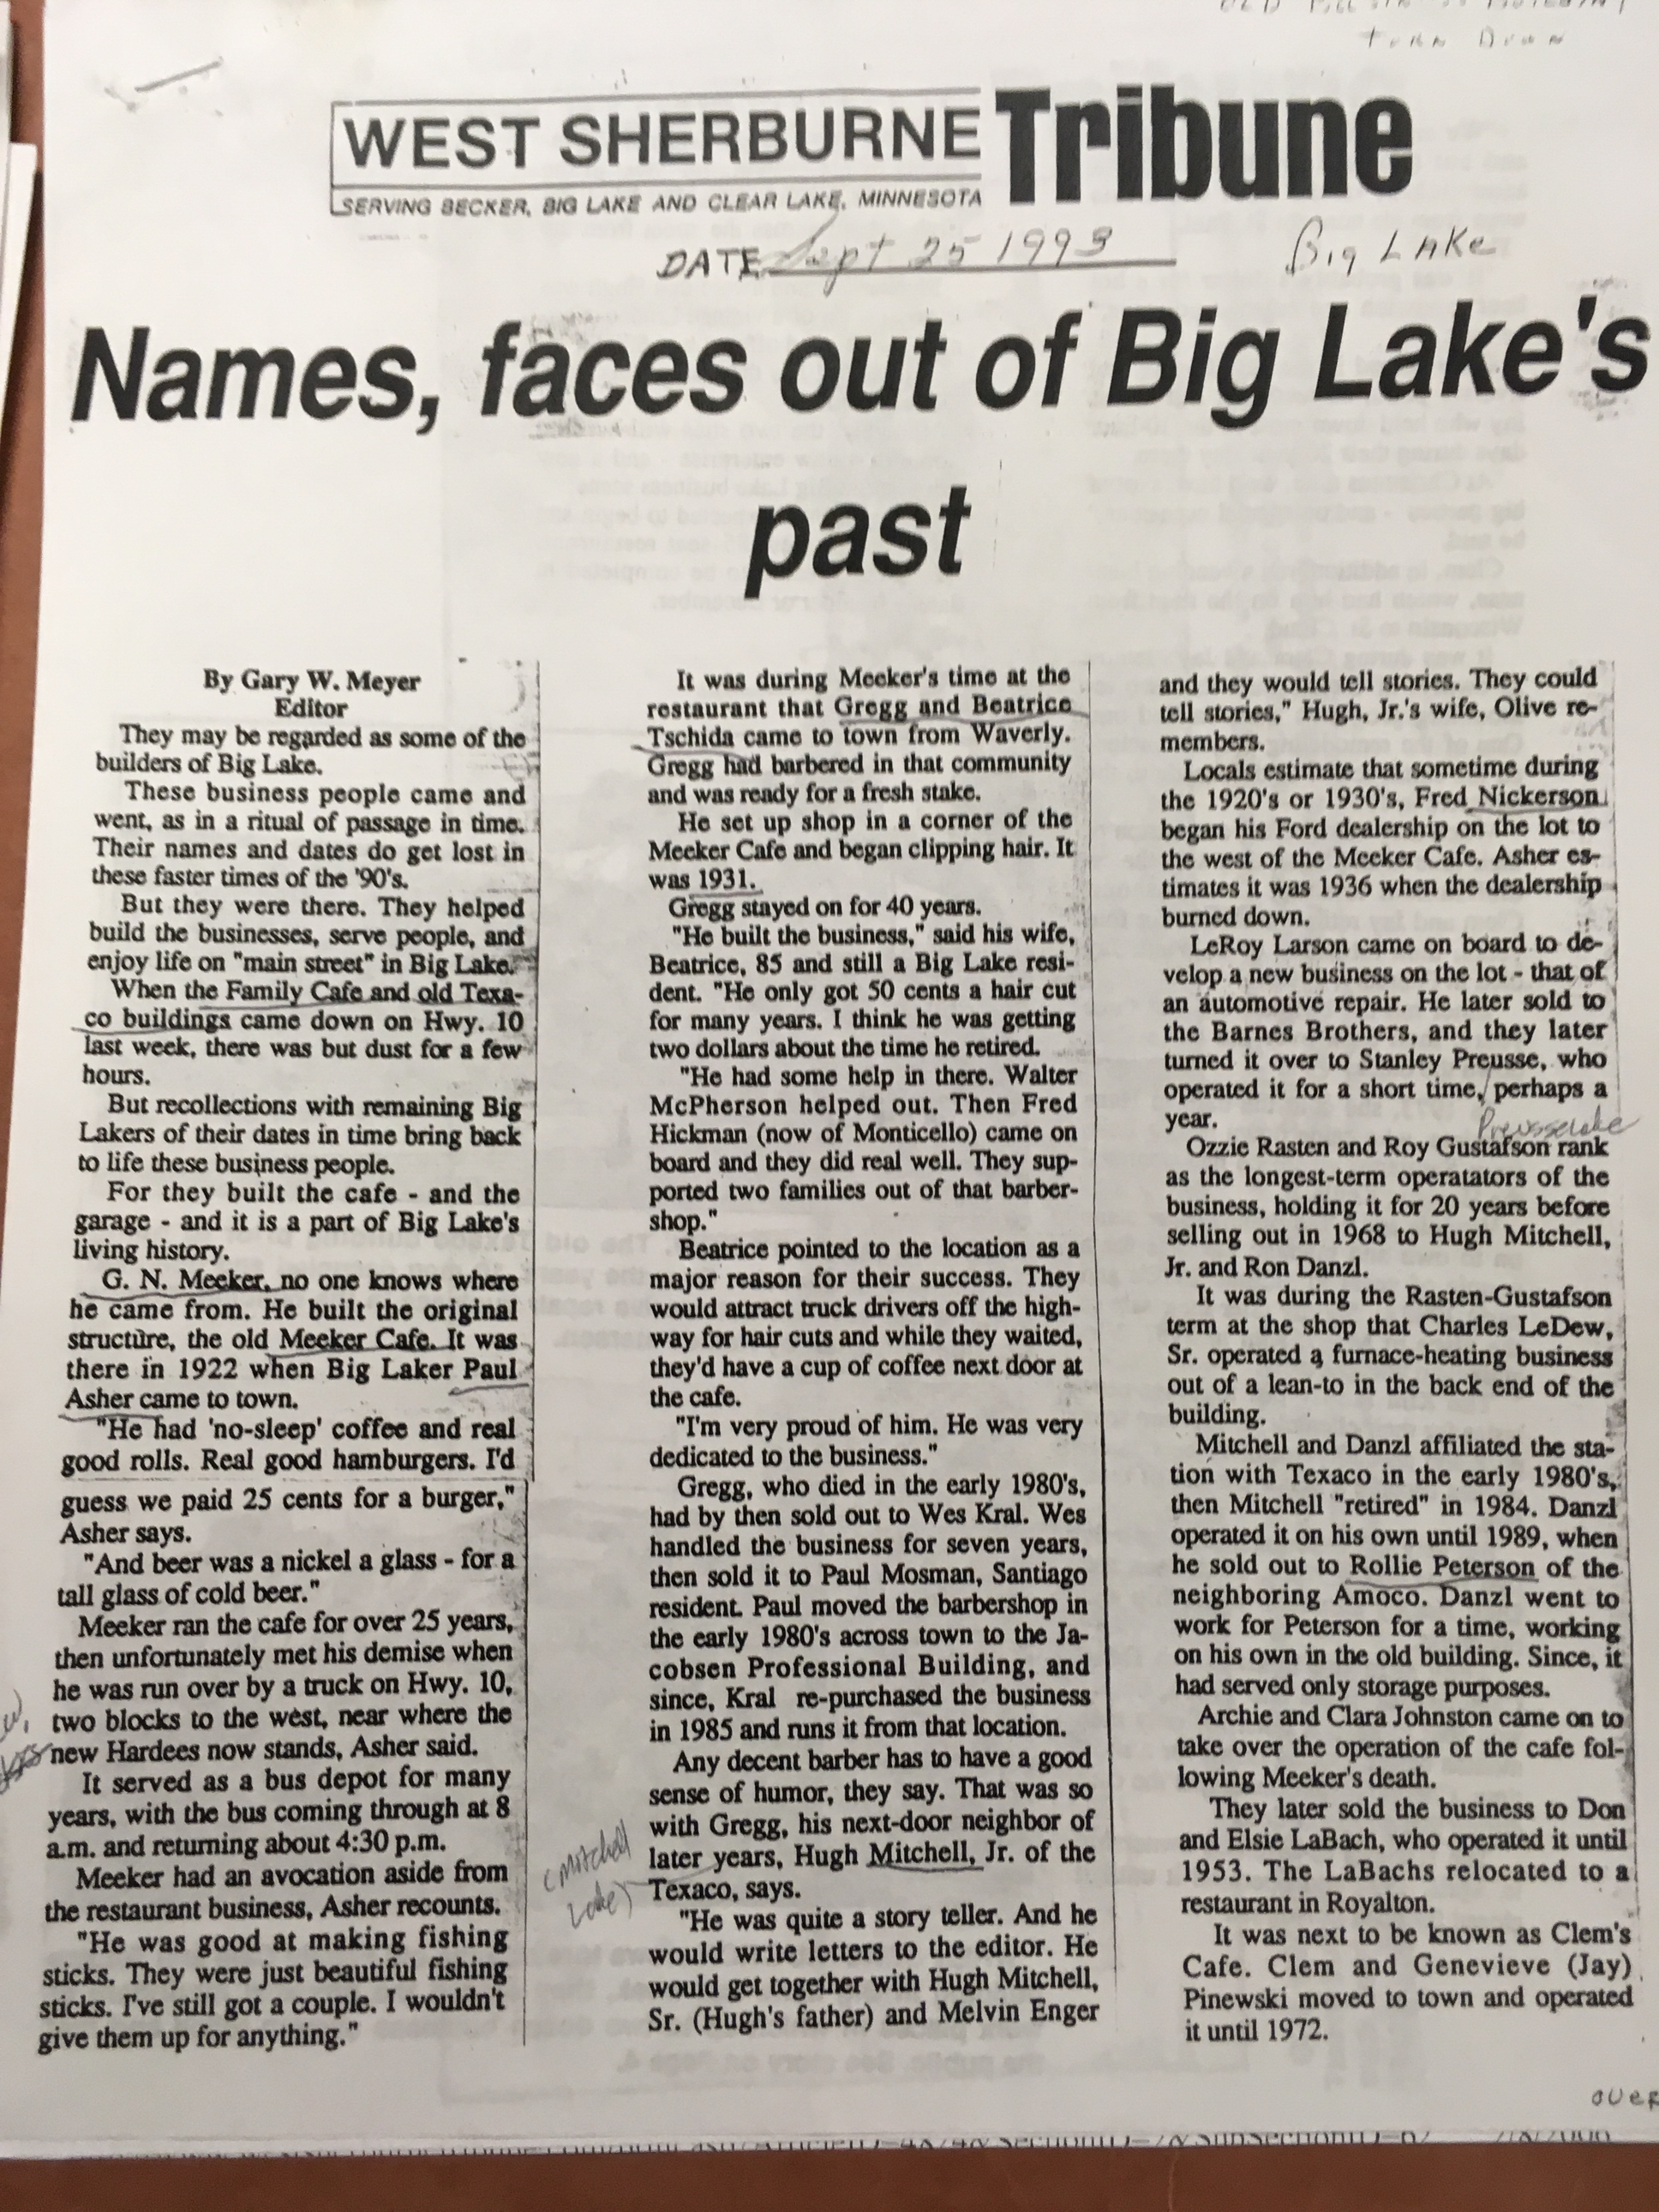 Turn Down
WEST SHERBURNE Tribune
SERVING BECKER, BIG LAKE AND CLEAR LAKE, MINNESOTA
DATE Sept 25 1993
Big Lake
Names, faces out of Big Lake's
past
By Gary W. Meyer
Editor
They may be regarded as some of the
builders of Big Lake.
These business people came and
went, as in a ritual of passage in time.
Their names and dates do get lost in
these faster times of the '90's.
But they were there. They helped
build the businesses, serve people, and
enjoy life on "main street" in Big Lake.
When the Family Cafe and old Texa-
co buildings came down on Hwy. 10
last week, there was but dust for a few
hours.
But recollections with remaining Big
Lakers of their dates in time bring back
to life these business people.
For they built the cafe - and the
garage - and it is a part of Big Lake's
living history.
G. N. Meeker, no one knows where
he came from. He built the original
structure, the old Meeker Cafe. It was
there in 1922 when Big Laker Paul
Asher came to town.
"He had 'no-sleep' coffee and real
good rolls. Real good hamburgers. I'd
guess we paid 25 cents for a burger,"
Asher says.
"And beer was a nickel a glass - for a
tall glass of cold beer."
Meeker ran the cafe for over 25 years,
then unfortunately met his demise when
he was run over by a truck on Hwy. 10,
two blocks to the west, near where the
new Hardees now stands, Asher said.
It served as a bus depot for many
years, with the bus coming through at 8
a.m. and returning about 4:30 p.m.
Meeker had an avocation aside from
the restaurant business, Asher recounts.
"He was good at making fishing
sticks. They were just beautiful fishing
sticks. I've still got a couple. I wouldn't
give them up for anything."
It was during Meeker's time at the
restaurant that Gregg and Beatrice
Tschida came to town from Waverly.
Gregg had barbered in that community
and was ready for a fresh stake.
He set up shop in a corner of the
Meeker Cafe and began clipping hair. It
was 1931.
Gregg stayed on for 40 years.
"He built the business," said his wife,
Beatrice, 85 and still a Big Lake resi-
dent. "He only got 50 cents a hair cut
for many years. I think he was getting
two dollars about the time he retired.
"He had some help in there. Walter
McPherson helped out. Then Fred
Hickman (now of Monticello) came on
board and they did real well. They sup-
ported two families out of that barber-
shop."
Beatrice pointed to the location as a
major reason for their success. They
would attract truck drivers off the high-
way for hair cuts and while they waited,
they'd have a cup of coffee next door at
the cafe.
"I'm very proud of him. He was very
dedicated to the business."
Gregg, who died in the early 1980's,
had by then sold out to Wes Kral. Wes
handled the business for seven years,
then sold it to Paul Mosman, Santiago
resident. Paul moved the barbershop in
the early 1980's across town to the Ja-
cobsen Professional Building, and
since, Kral re-purchased the business
in 1985 and runs it from that location.
Any decent barber has to have a good
sense of humor, they say. That was so
with Gregg, his next-door neighbor of
later years, Hugh Mitchell, Jr. of the
Texaco, says.
(Mitchell
Lake)
"He was quite a story teller. And he
would write letters to the editor. He
would get together with Hugh Mitchell,
Sr. (Hugh's father) and Melvin Enger
and they would tell stories. They could
tell stories," Hugh, Jr.'s wife, Olive re-
members.
Locals estimate that sometime during
the 1920's or 1930's, Fred Nickerson
began his Ford dealership on the lot to
the west of the Meeker Cafe. Asher es-
timates it was 1936 when the dealership
burned down.
LeRoy Larson came on board to de-
velop a new business on the lot - that of
an automotive repair. He later sold to
the Barnes Brothers, and they later
turned it over to Stanley Preusse, who
operated it for a short time, perhaps a
year.
Preusse lake
Ozzie Rasten and Roy Gustafson rank
as the longest-term operatators of the
business, holding it for 20 years before
selling out in 1968 to Hugh Mitchell,
Jr. and Ron Danzl.
It was during the Rasten-Gustafson
term at the shop that Charles LeDew,
Sr. operated a furnace-heating business
out of a lean-to in the back end of the
building.
Mitchell and Danzl affiliated the sta-
tion with Texaco in the early 1980's,
then Mitchell "retired" in 1984. Danzl
operated it on his own until 1989, when
he sold out to Rollie Peterson of the
neighboring Amoco. Danzl went to
work for Peterson for a time, working
on his own in the old building. Since, it
had served only storage purposes.
Archie and Clara Johnston came on to
take over the operation of the cafe fol-
lowing Meeker's death.
They later sold the business to Don
and Elsie LaBach, who operated it until
1953. The LaBachs relocated to a
restaurant in Royalton.
It was next to be known as Clem's
Cafe. Clem and Genevieve (Jay)
Pinewski moved to town and operated
it until 1972.
over